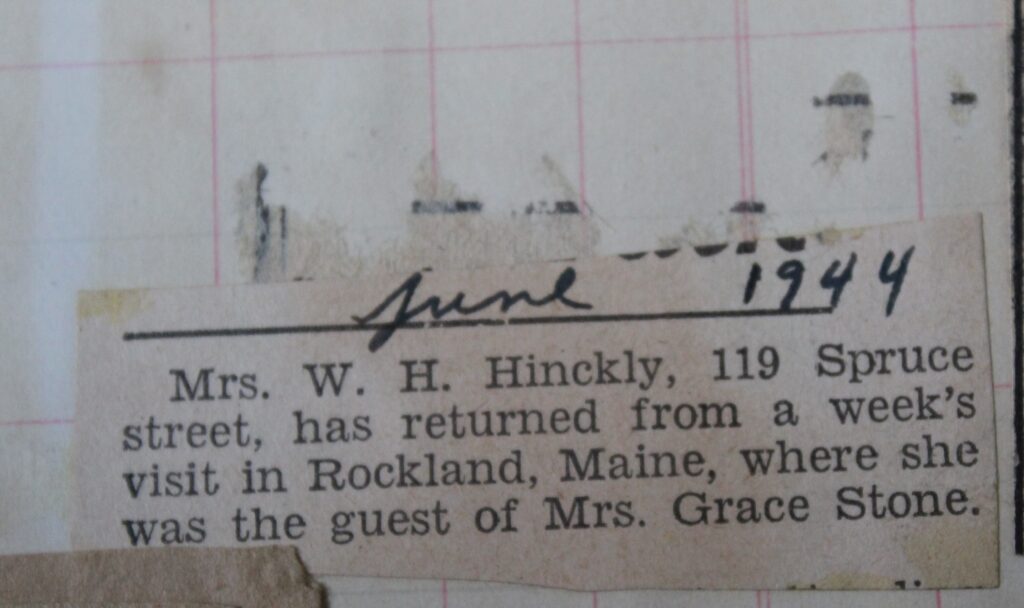 June 1944
Mrs. W. H. Hinckly, 119 Spruce
street, has returned from a week's
visit in Rockland, Maine, where she
was the guest of Mrs. Grace Stone.